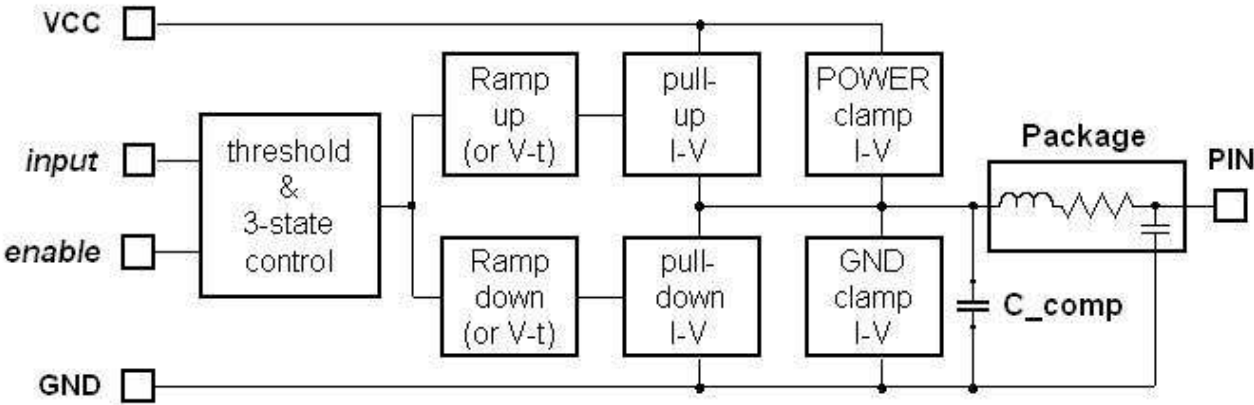 VCC
Ramp
up
(or V-t)
pull-
up
I-V
POWER
clamp
I-V
Package
PIN
input
enable
threshold
&
3-state
control
Ramp
down
(or V-t)
pull-
down
I-V
GND
clamp
I-V
C_comp
GND